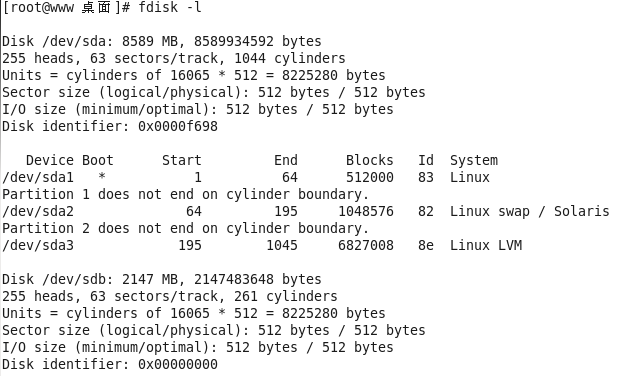 [root@www 桌面]# fdisk -l
Disk /dev/sda: 8589 MB, 8589934592 bytes
255 heads, 63 sectors/track, 1044 cylinders
Units = cylinders of 16065 * 512 = 8225280 bytes
Sector size (logical/physical): 512 bytes / 512 bytes
I/O size (minimum/optimal): 512 bytes / 512 bytes
Disk identifier: 0x0000f698
Device Boot Start End Blocks Id System
/dev/sda1 * 1 64 512000 83 Linux
Partition 1 does not end on cylinder boundary.
/dev/sda2 64 195 1048576 82 Linux swap / Solaris
Partition 2 does not end on cylinder boundary.
/dev/sda3 195 1045 6827008 8e Linux LVM
Disk /dev/sdb: 2147 MB, 2147483648 bytes
255 heads, 63 sectors/track, 261 cylinders
Units = cylinders of 16065 * 512 = 8225280 bytes
Sector size (logical/physical): 512 bytes / 512 bytes
I/O size (minimum/optimal): 512 bytes / 512 bytes
Disk identifier: 0x00000000